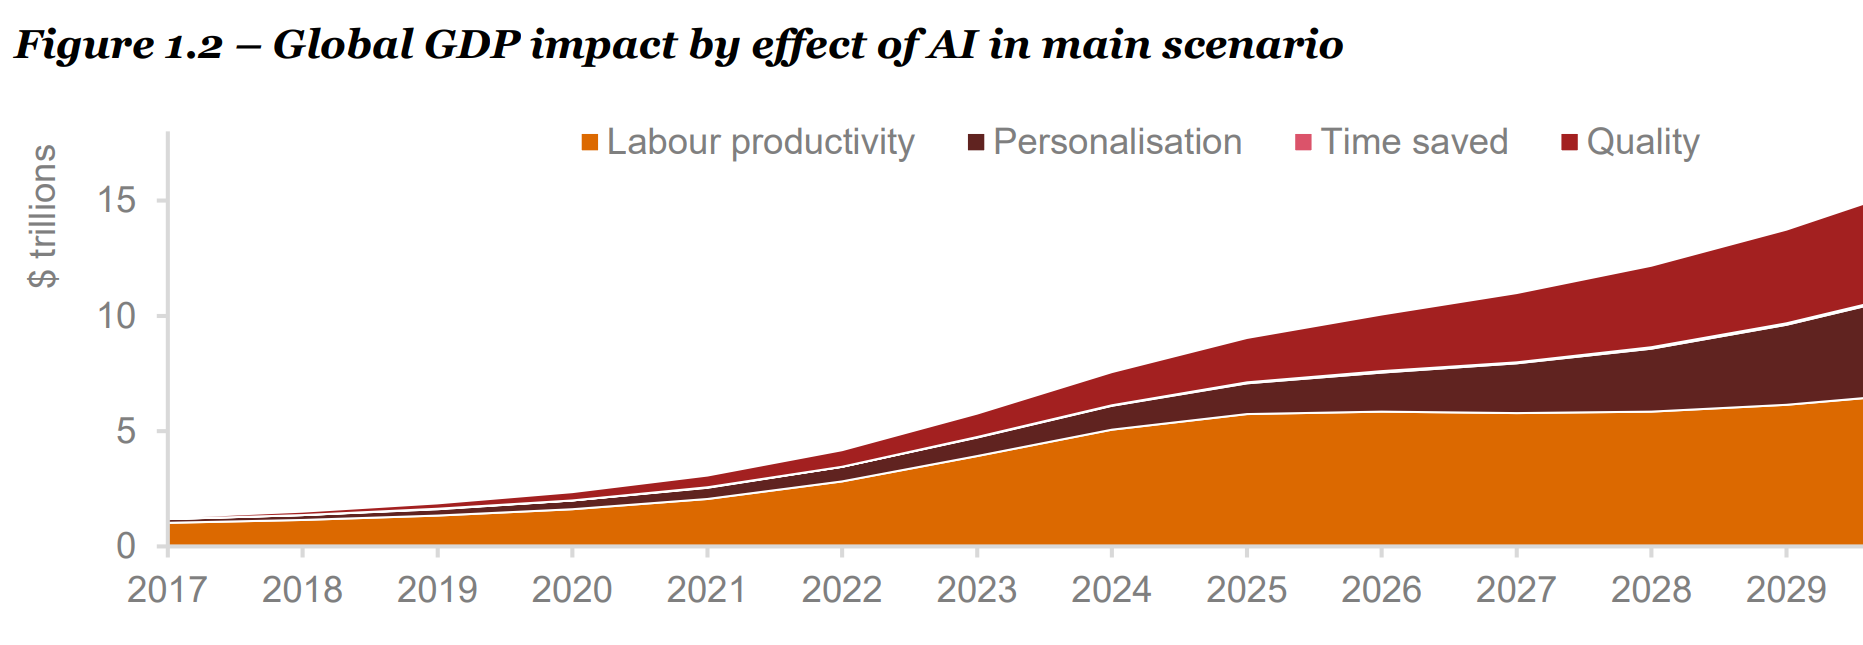 Figure 1.2 – Global GDP impact by effect of AI in main scenario
Labour productivity Personalisation Time saved Quality
$ trillions
15
10
5
0
2017 2018 2019 2020 2021 2022 2023 2024 2025 2026 2027 2028 2029